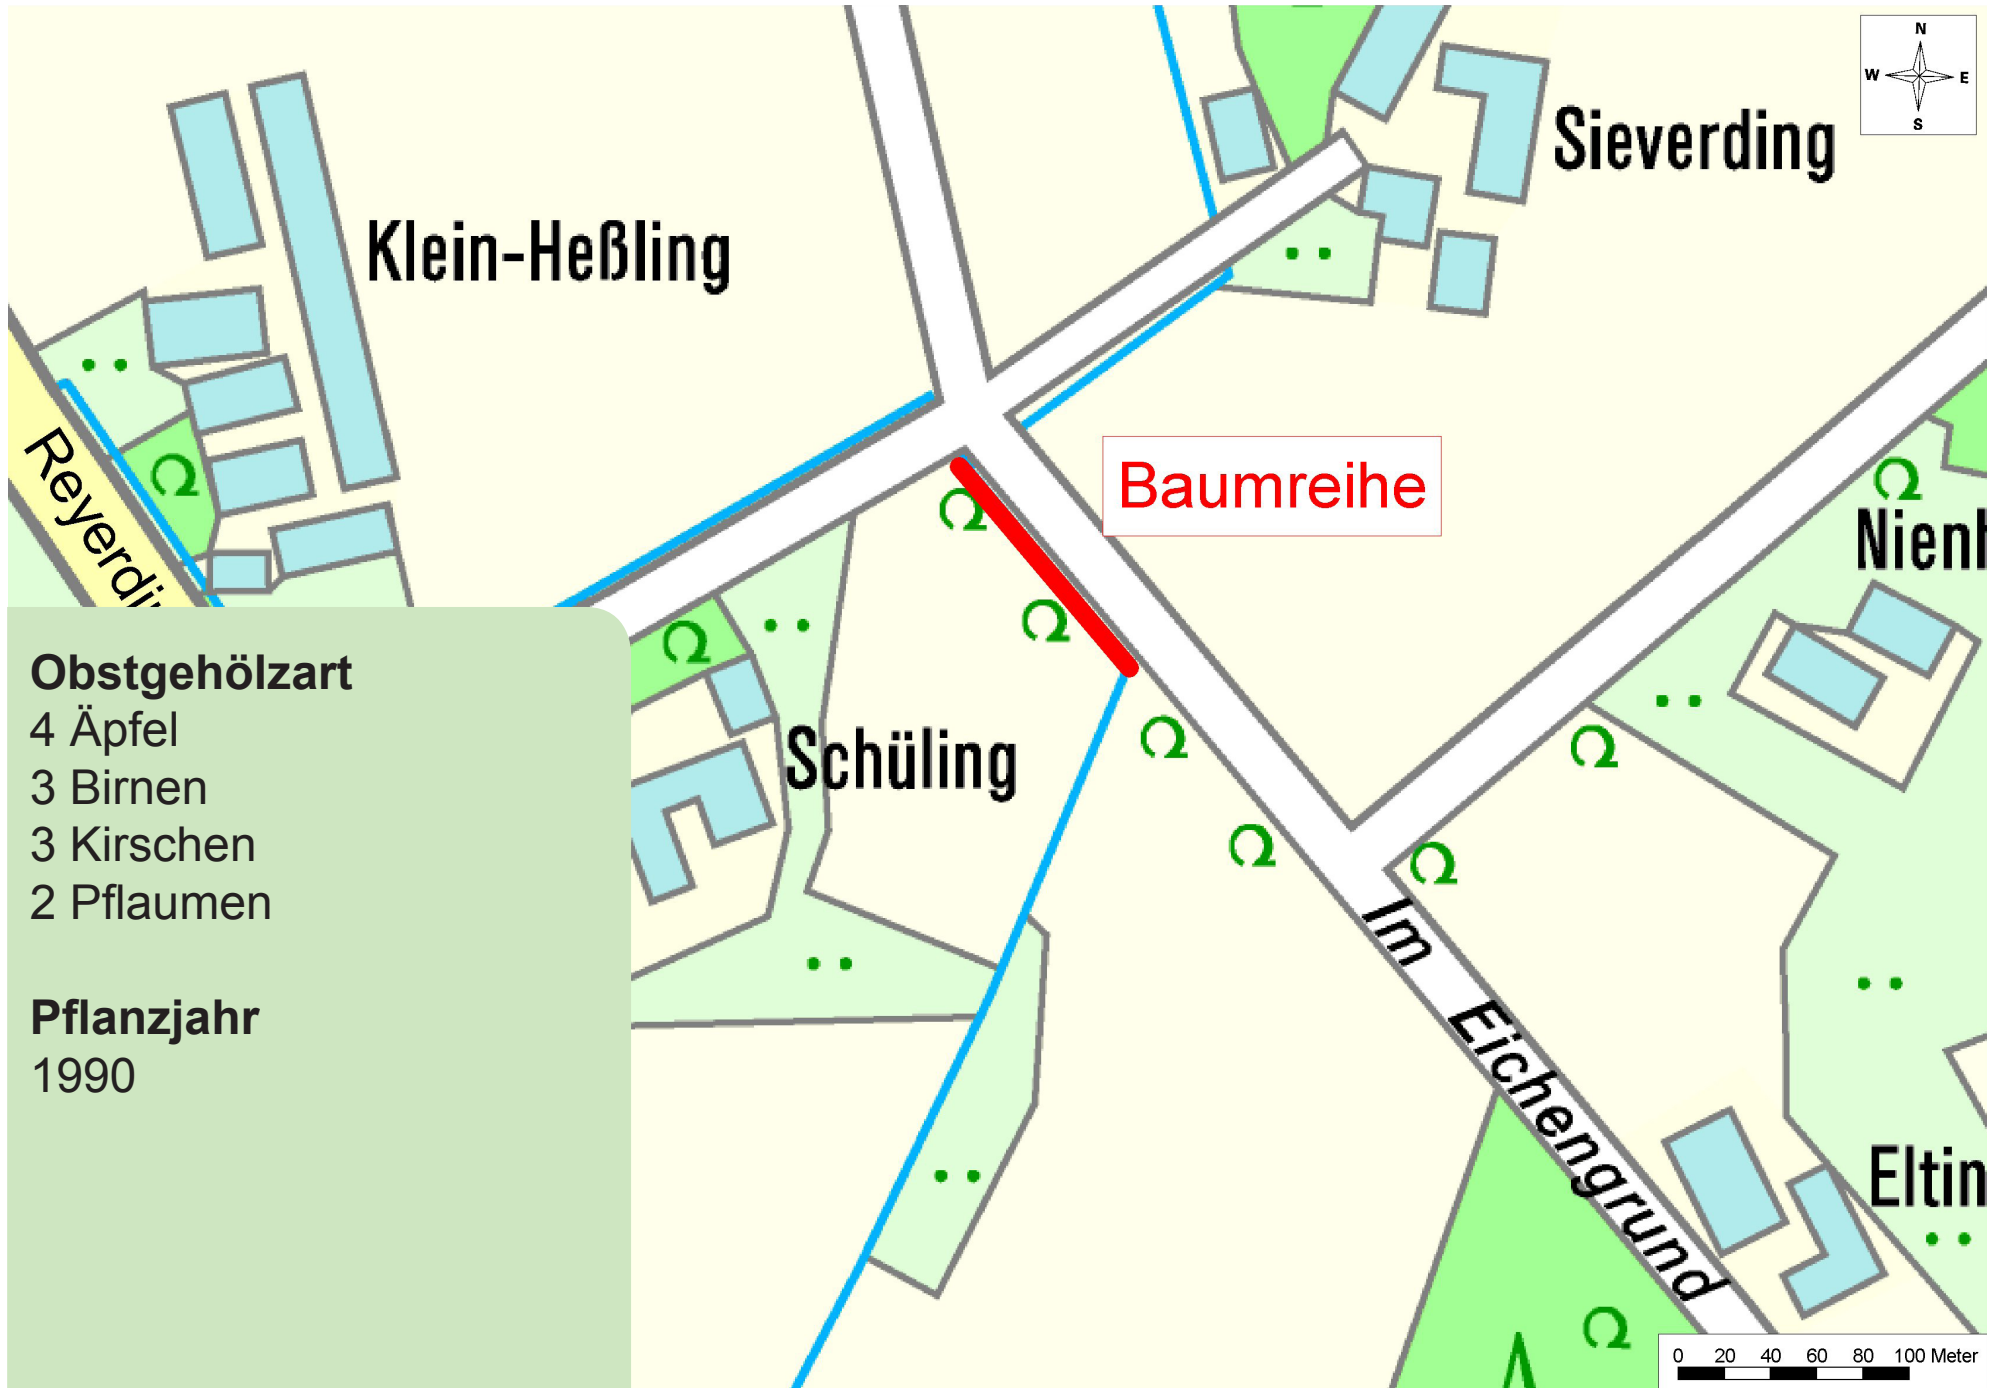 N
W E
S
Sieverding
Klein-Heßling
Baumreihe
Reyerdi
Nienh
Obstgehölzart
4 Äpfel
3 Birnen
3 Kirschen
2 Pflaumen
Schüling
Pflanzjahr
1990
Im Eichengrund
Eltin
0 20 40 60 80 100 Meter